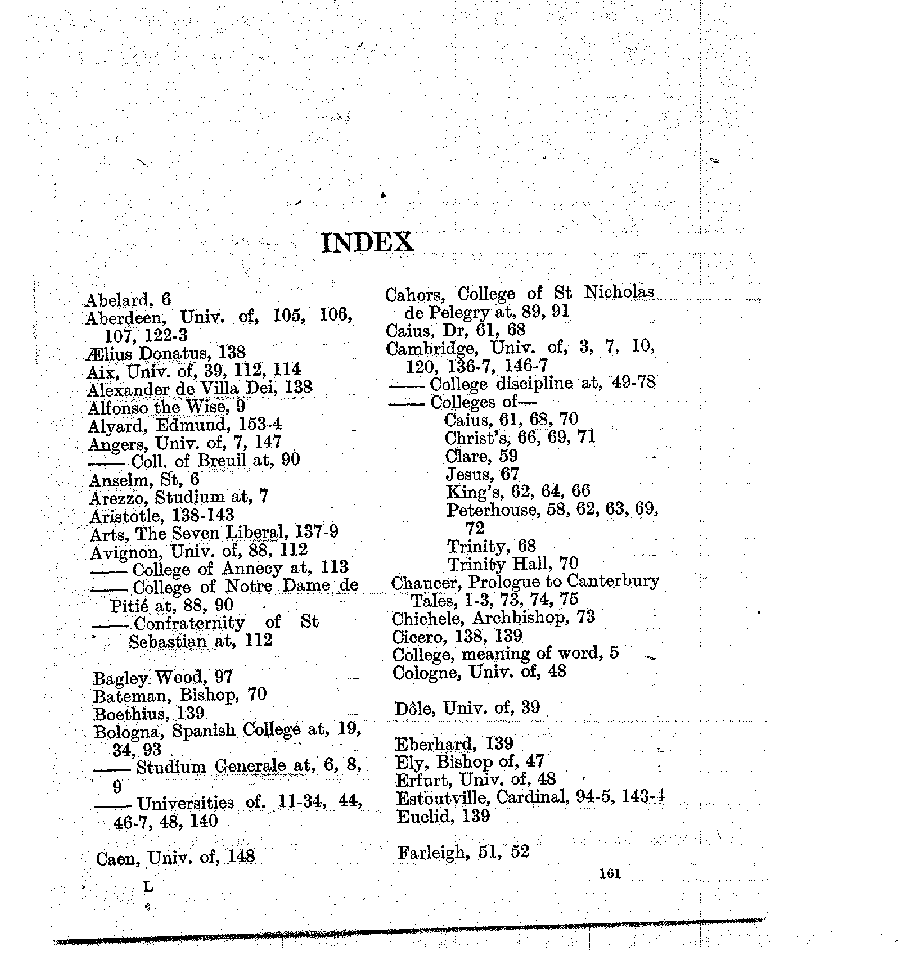 INDEX
Abelard, 6
Aberdeen, Univ. of, 105, 106,
107, 122-3
Ælius Donatus, 138
Aix, Univ. of, 39, 112, 114
Alexander de Villa Dei, 138
Alfonso the Wise, 9
Alyard, Edmund, 153-4
Angers, Univ. of, 7, 147
—— Coll. of Breuil at, 90
Anselm, St, 6
Arezzo, Studium at, 7
Aristotle, 138-143
Arts, The Seven Liberal, 137-9
Avignon, Univ. of, 88, 112
—— College of Annecy at, 113
—— College of Notre Dame de
Pitié at, 88, 90
—— Confraternity of St
Sebastian at, 112
Bagley Wood, 97
Bateman, Bishop, 70
Boethius, 139
Bologna, Spanish College at, 19,
34, 93
—— Studium Generale at, 6, 8,
9
—— Universities of. 11-34, 44,
46-7, 48, 140
Caen, Univ. of, 148
L
Cahors, College of St Nicholas
de Pelegry at, 89, 91
Caius, Dr, 61, 68
Cambridge, Univ. of, 3, 7, 10,
120, 136-7, 146-7
—— College discipline at, 49-78
—— Colleges of—
Caius, 61, 68, 70
Christ's, 66, 69, 71
Clare, 59
Jesus, 67
King's, 62, 64, 66
Peterhouse, 58, 62, 63, 69,
72
Trinity, 68
Trinity Hall, 70
Chaucer, Prologue to Canterbury
Tales, 1-3, 73, 74, 75
Chichele, Archbishop, 73
Cicero, 138, 139
College, meaning of word, 5
Cologne, Univ. of, 48
Dôle, Univ. of, 39
Eberhard, 139
Ely, Bishop of, 47
Erfurt, Univ. of, 48
Estoutville, Cardinal, 94-5, 143-4
Euclid, 139
Farleigh, 51, 52
161